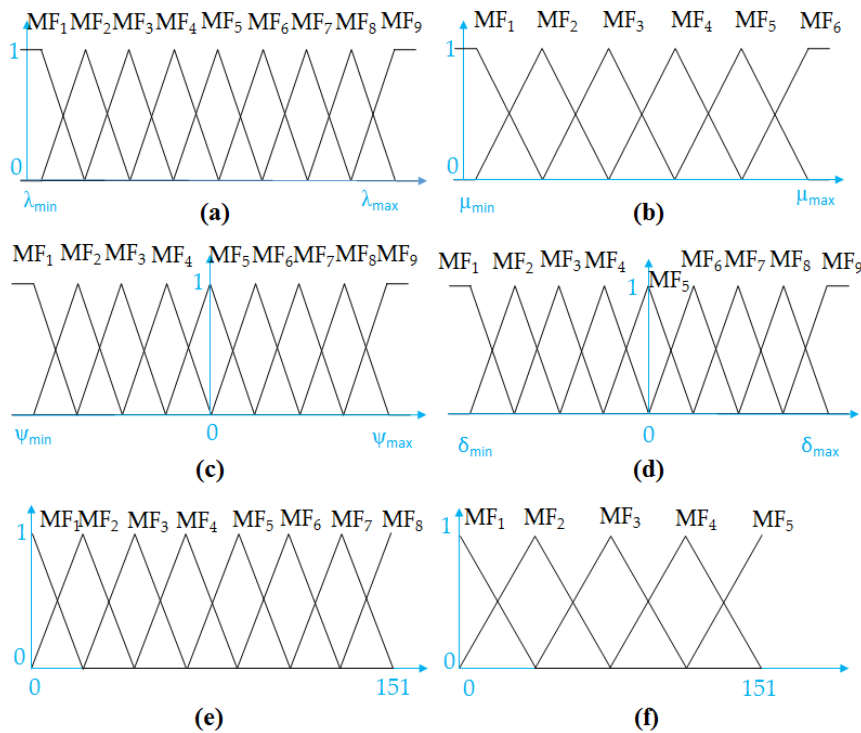 MF₁ MF₂ MF₃ MF₄ MF₅ MF₆ MF₇ MF₈ MF₉
1
0
λmin λmax
(a)
MF₁ MF₂ MF₃ MF₄ MF₅ MF₆
1
0
μmin μmax
(b)
MF₁ MF₂ MF₃ MF₄ MF₅ MF₆ MF₇ MF₈ MF₉
1
ψmin 0 ψmax
(c)
MF₁ MF₂ MF₃ MF₄ MF₅ MF₆ MF₇ MF₈ MF₉
1
δmin 0 δmax
(d)
MF₁ MF₂ MF₃ MF₄ MF₅ MF₆ MF₇ MF₈
1
0
0 151
(e)
MF₁ MF₂ MF₃ MF₄ MF₅
1
0
0 151
(f)